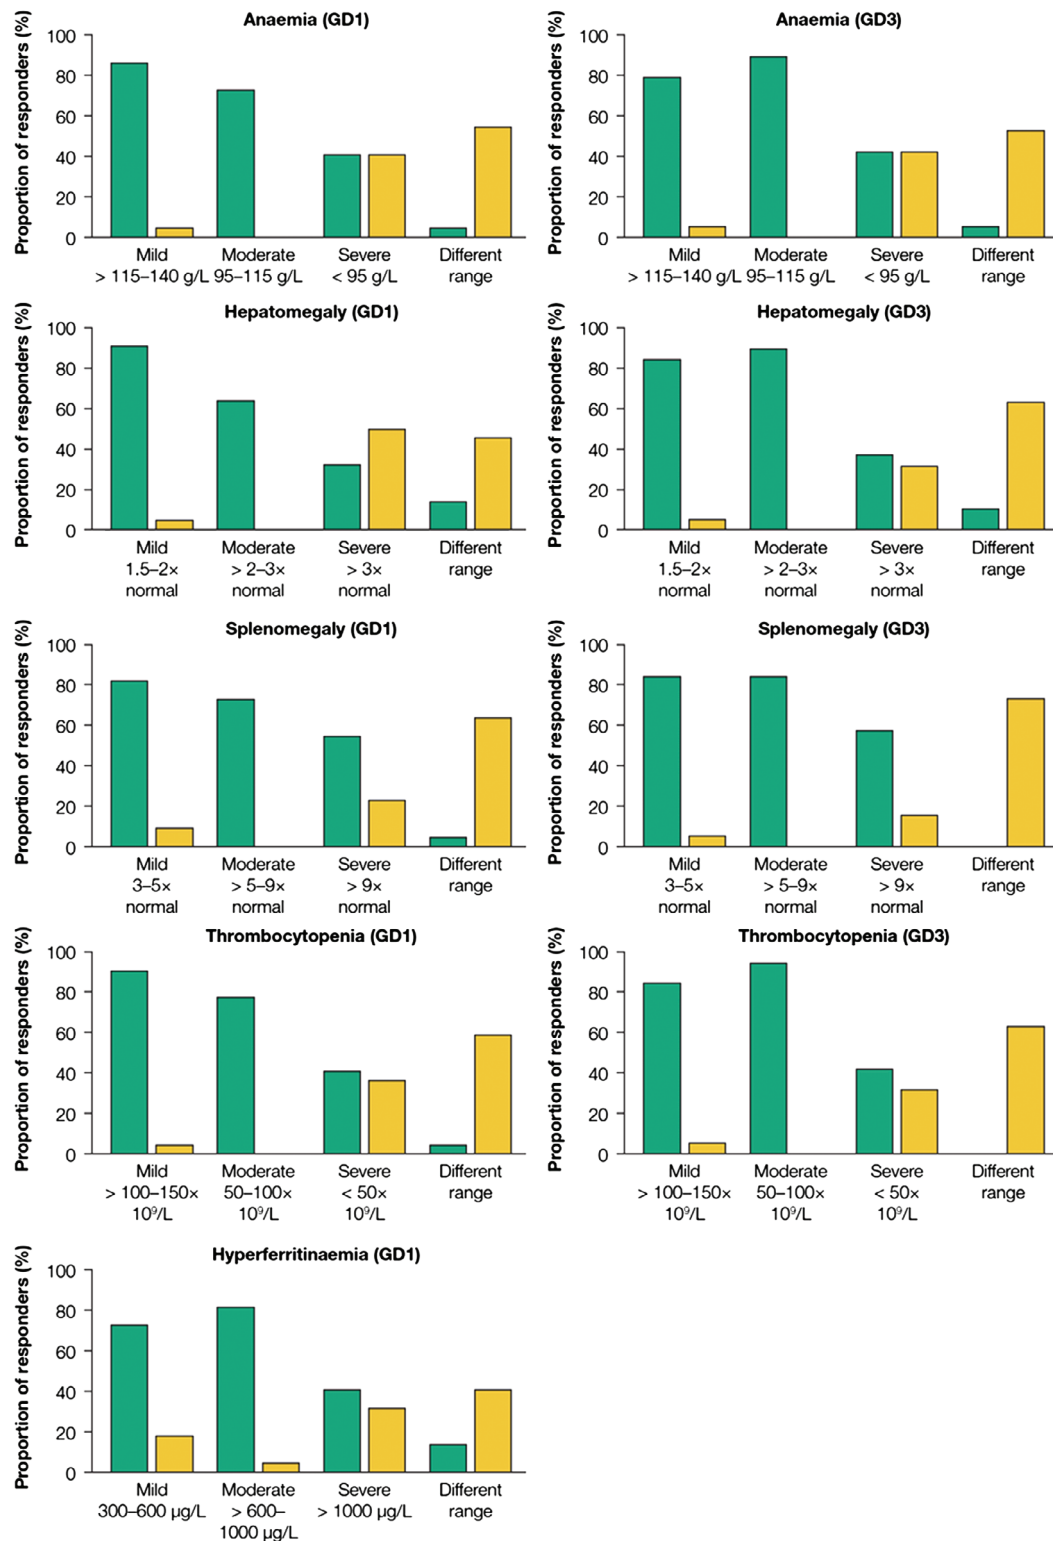 Anaemia (GD1)
Proportion of responders (%)
100
80
60
40
20
0
Mild Moderate Severe Different
> 115–140 g/L 95–115 g/L < 95 g/L range
Anaemia (GD3)
Proportion of responders (%)
100
80
60
40
20
0
Mild Moderate Severe Different
> 115–140 g/L 95–115 g/L < 95 g/L range
Hepatomegaly (GD1)
Proportion of responders (%)
100
80
60
40
20
0
Mild Moderate Severe Different
1.5–2× > 2–3× > 3× range
normal normal normal
Hepatomegaly (GD3)
Proportion of responders (%)
100
80
60
40
20
0
Mild Moderate Severe Different
1.5–2× > 2–3× > 3× range
normal normal normal
Splenomegaly (GD1)
Proportion of responders (%)
100
80
60
40
20
0
Mild Moderate Severe Different
3–5× > 5–9× > 9× range
normal normal normal
Splenomegaly (GD3)
Proportion of responders (%)
100
80
60
40
20
0
Mild Moderate Severe Different
3–5× > 5–9× > 9× range
normal normal normal
Thrombocytopenia (GD1)
Proportion of responders (%)
100
80
60
40
20
0
Mild Moderate Severe Different
> 100–150× 50–100× < 50× range
10⁹/L 10⁹/L 10⁹/L
Thrombocytopenia (GD3)
Proportion of responders (%)
100
80
60
40
20
0
Mild Moderate Severe Different
> 100–150× 50–100× < 50× range
10⁹/L 10⁹/L 10⁹/L
Hyperferritinaemia (GD1)
Proportion of responders (%)
100
80
60
40
20
0
Mild Moderate Severe Different
300–600 µg/L > 600– > 1000 µg/L range
1000 µg/L